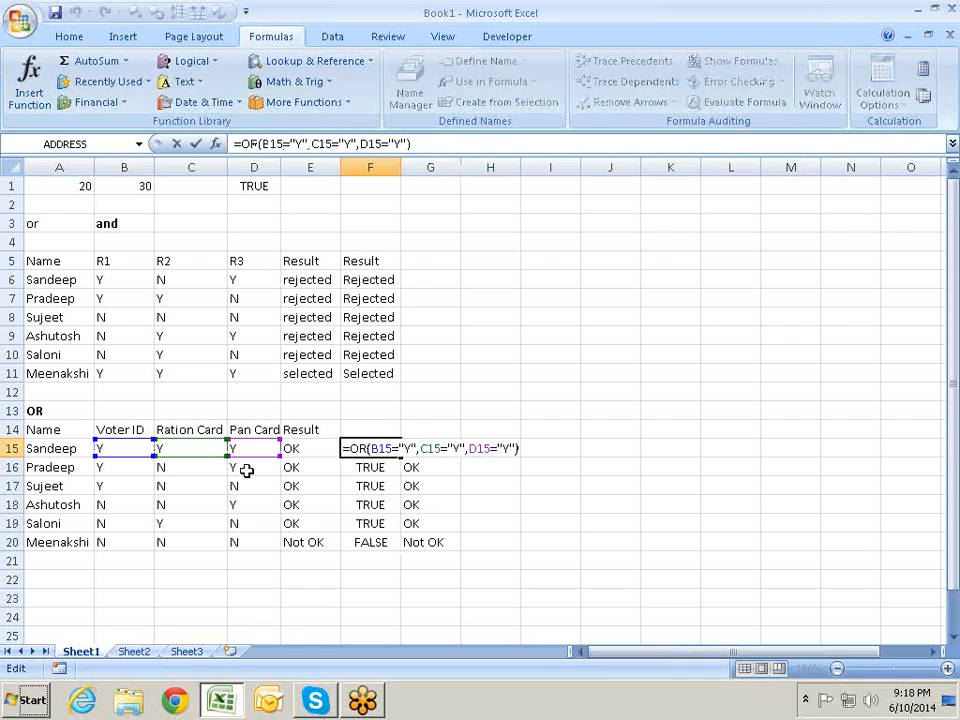 Book1 - Microsoft Excel
Home Insert Page Layout Formulas Data Review View Developer
fx Insert Function
Σ AutoSum
Recently Used
Financial
Logical
Text
Date & Time
Lookup & Reference
Math & Trig
More Functions
Function Library
Name Manager
Define Name
Use in Formula
Create from Selection
Defined Names
Trace Precedents
Trace Dependents
Remove Arrows
Show Formulas
Error Checking
Evaluate Formula
Formula Auditing
Watch Window
Calculation Options
Calculation
ADDRESS fx =OR(B15="Y",C15="Y",D15="Y")
A B C D E F G H I J K L M N O
1 20 30 TRUE
2
3 or and
4
5 Name R1 R2 R3 Result Result
6 Sandeep Y N Y rejected Rejected
7 Pradeep Y Y N rejected Rejected
8 Sujeet N N N rejected Rejected
9 Ashutosh N Y Y rejected Rejected
10 Saloni N Y N rejected Rejected
11 Meenakshi Y Y Y selected Selected
12
13 OR
14 Name Voter ID Ration Card Pan Card Result
15 Sandeep Y Y Y OK =OR(B15="Y",C15="Y",D15="Y")
16 Pradeep Y N Y OK TRUE OK
17 Sujeet Y N N OK TRUE OK
18 Ashutosh N N Y OK TRUE OK
19 Saloni N Y N OK TRUE OK
20 Meenakshi N N N Not OK FALSE Not OK
21
22
23
24
25
Sheet1 Sheet2 Sheet3
Edit 100%
Start 9:18 PM
6/10/2014